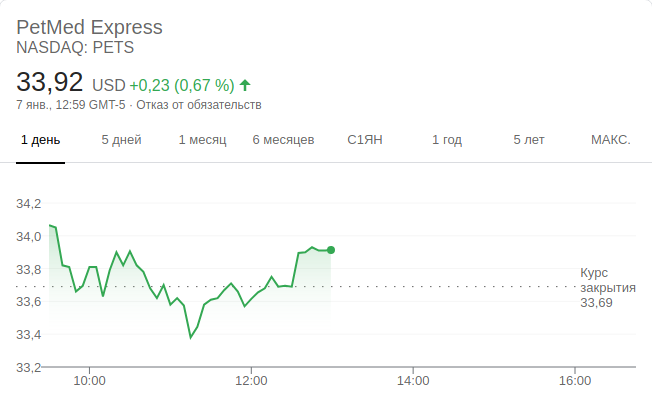 PetMed Express
NASDAQ: PETS
33,92 USD +0,23 (0,67 %)
7 янв., 12:59 GMT-5 · Отказ от обязательств
1 день 5 дней 1 месяц 6 месяцев С1ЯН 1 год 5 лет МАКС.
34,2
34,0
33,8
33,6
33,4
33,2
Курс
закрытия
33,69
10:00 12:00 14:00 16:00